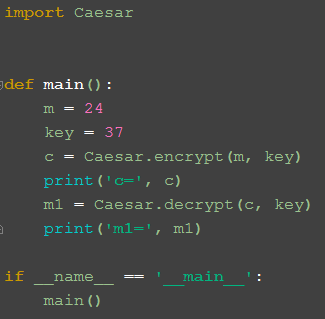 import Caesar
def main():
    m = 24
    key = 37
    c = Caesar.encrypt(m, key)
    print('c=', c)
    m1 = Caesar.decrypt(c, key)
    print('m1=', m1)
if __name__ == '__main__':
    main()